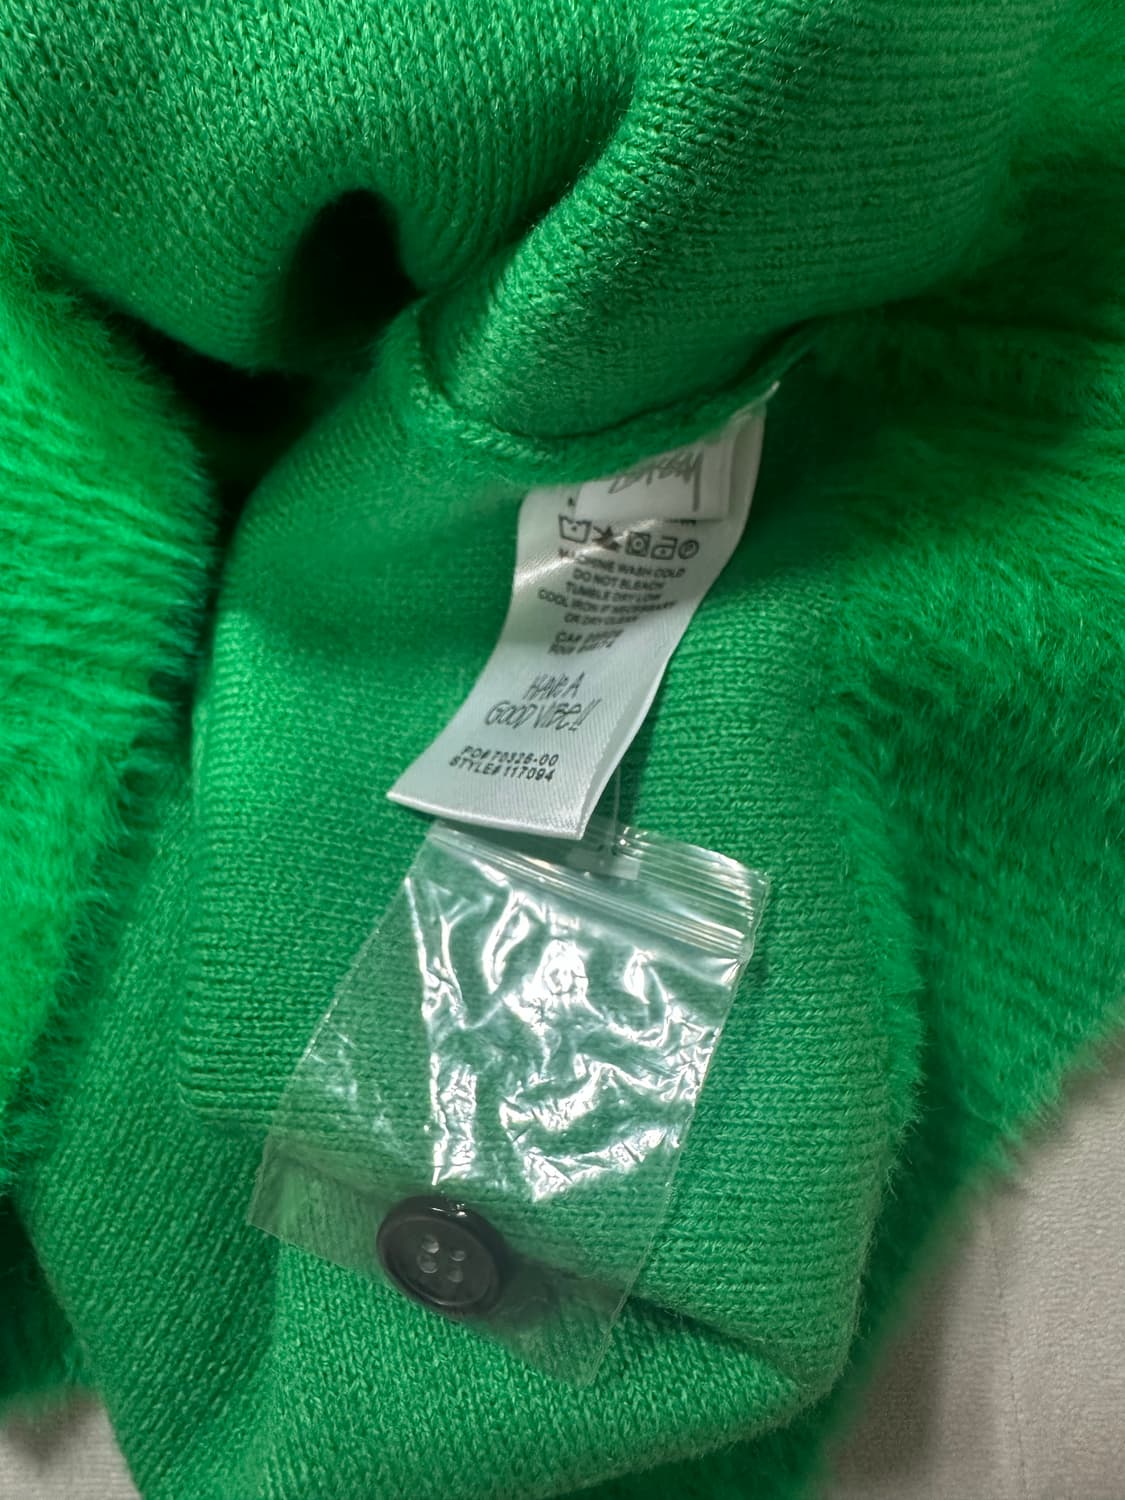 MACHINE WASH COLD
DO NOT BLEACH
TUMBLE DRY LOW
COOL IRON IF NECESSARY
OR DRY CLEAN
HAVE A
GOOD VIBE!!
PO# 70326-00
STYLE# 117094